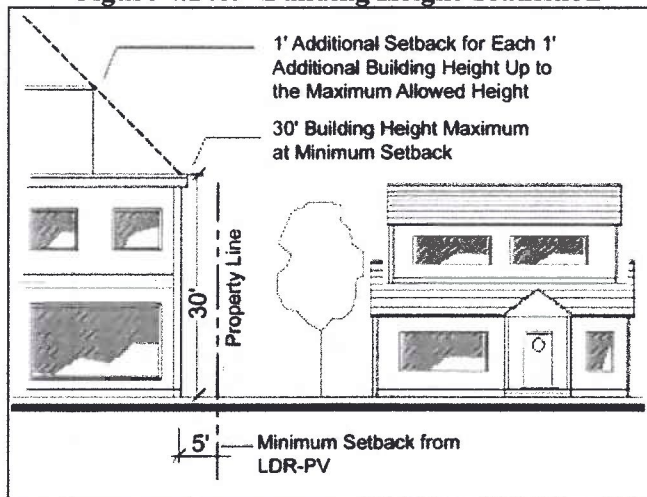 1' Additional Setback for Each 1'
Additional Building Height Up to
the Maximum Allowed Height
30' Building Height Maximum
at Minimum Setback
30'
Property Line
5'
Minimum Setback from
LDR-PV